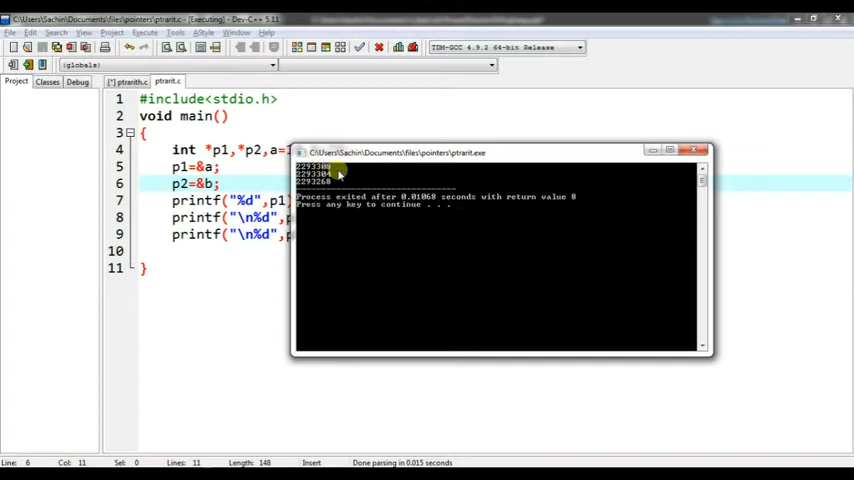 C:\Users\Sachin\Documents\files\pointers\ptrarit.c - [Executing] - Dev-C++ 5.11
File Edit Search View Project Execute Tools AStyle Window Help
TDM-GCC 4.9.2 64-bit Release
(globals)
Project Classes Debug
[*] ptrarith.c ptrarit.c
1 #include<stdio.h>
2 void main()
3 {
4 int *p1,*p2,a=1
5 p1=&a;
6 p2=&b;
7 printf("%d",p1)
8 printf("\n%d",p
9 printf("\n%d",p
10
11 }
C:\Users\Sachin\Documents\files\pointers\ptrarit.exe
2293308
2293304
2293268
Process exited after 0.01068 seconds with return value 8
Press any key to continue . . .
Line: 6 Col: 11 Sel: 0 Lines: 11 Length: 148 Insert Done parsing in 0.015 seconds